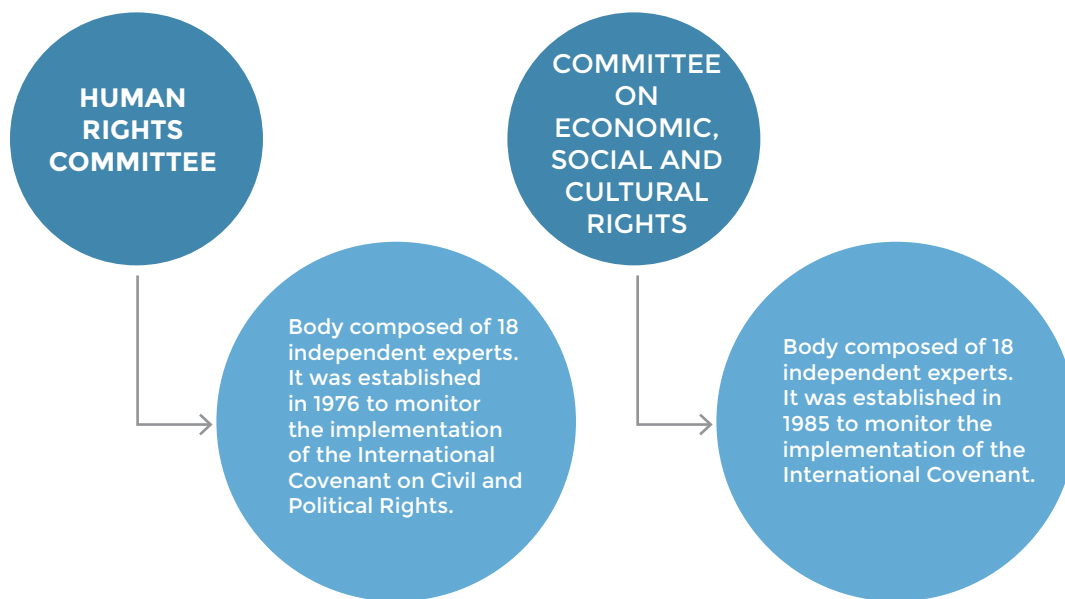 HUMAN
RIGHTS
COMMITTEE
Body composed of 18
independent experts.
It was established
in 1976 to monitor
the implementation
of the International
Covenant on Civil and
Political Rights.
COMMITTEE
ON
ECONOMIC,
SOCIAL AND
CULTURAL
RIGHTS
Body composed of 18
independent experts.
It was established in
1985 to monitor the
implementation of the
International Covenant.